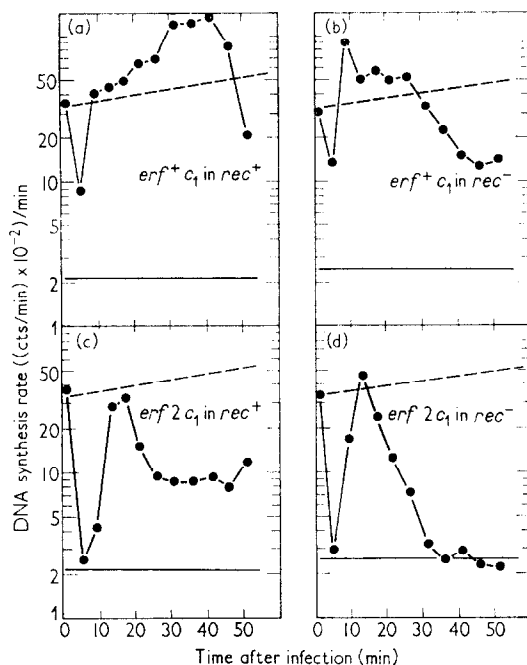 DNA synthesis rate ((cts/min) × 10⁻²)/min
(a)
50
10
5
2
1
erf⁺ c₁ in rec⁺
(b)
erf⁺ c₁ in rec⁻
(c)
50
10
5
2
1
erf 2 c₁ in rec⁺
(d)
erf 2 c₁ in rec⁻
0 10 20 30 40 50
0 10 20 30 40 50
Time after infection (min)